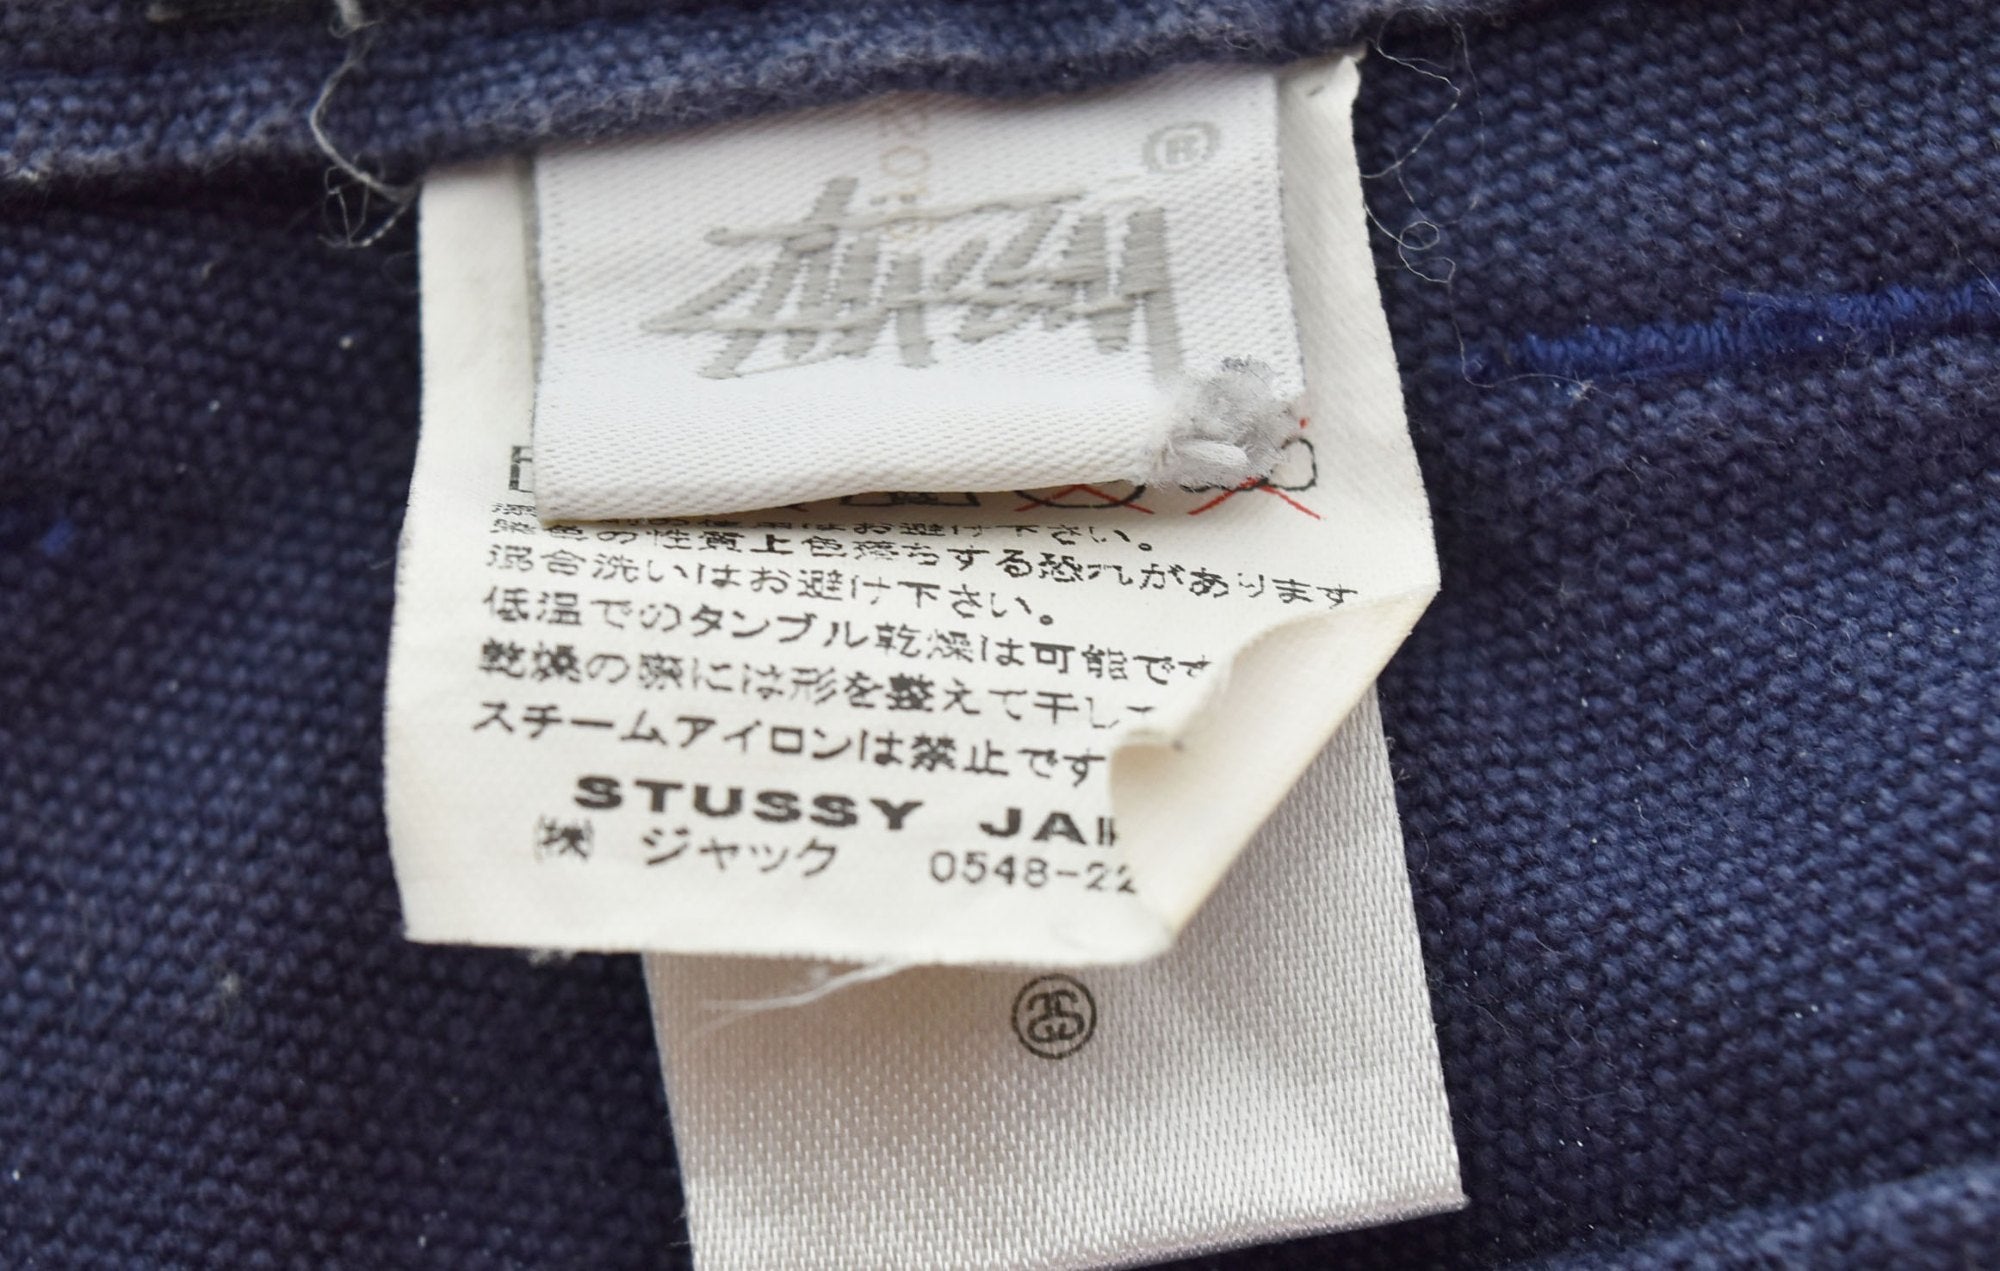 STUSSY
®
の性質上色落ちする恐れがあります
混合洗いはお避け下さい。
低温でのタンブル乾燥は可能です
乾燥の際には形を整えて干し
スチームアイロンは禁止です
STUSSY JA
㈱ ジャック 0548-22